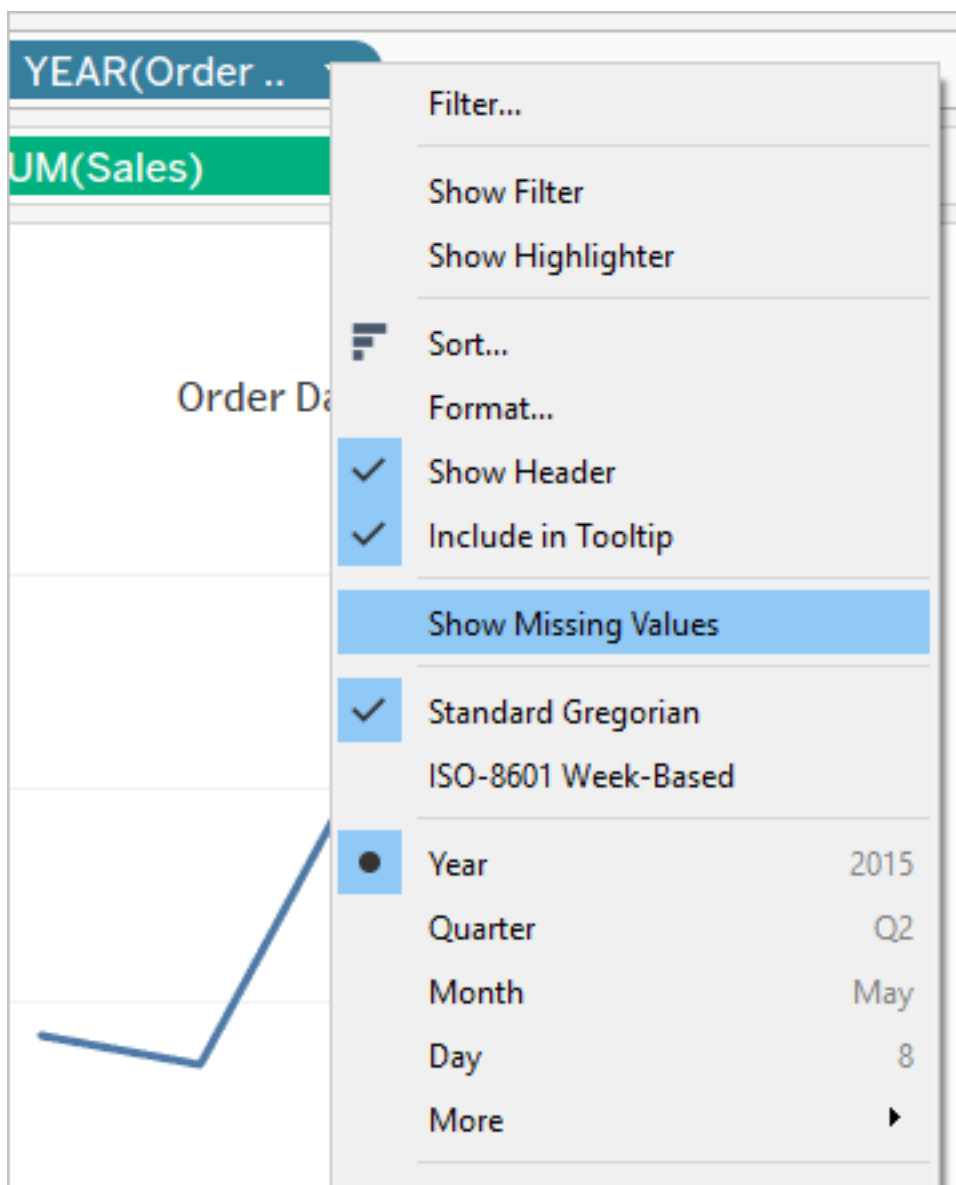 YEAR(Order ..
UM(Sales)
Filter...
Show Filter
Show Highlighter
Sort...
Order Da
Format...
Show Header
Include in Tooltip
Show Missing Values
Standard Gregorian
ISO-8601 Week-Based
Year 2015
Quarter Q2
Month May
Day 8
More